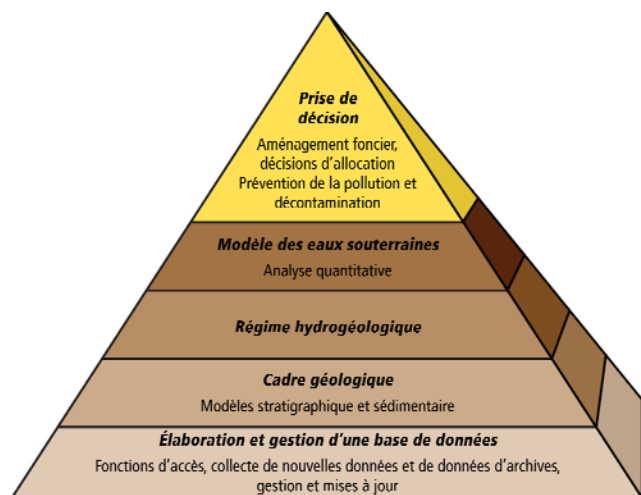 Prise de
décision
Aménagement foncier,
décisions d'allocation
Prévention de la pollution et
décontamination
Modèle des eaux souterraines
Analyse quantitative
Régime hydrogéologique
Cadre géologique
Modèles stratigraphique et sédimentaire
Élaboration et gestion d'une base de données
Fonctions d'accès, collecte de nouvelles données et de données d'archives,
gestion et mises à jour